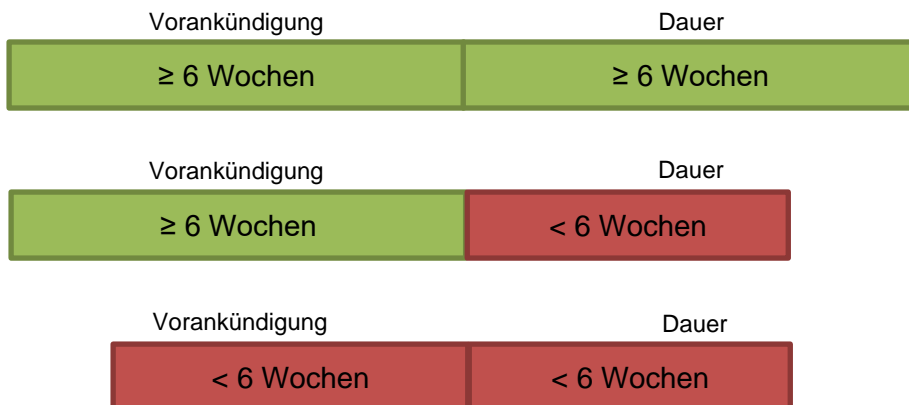 Vorankündigung Dauer
≥ 6 Wochen ≥ 6 Wochen
Vorankündigung Dauer
≥ 6 Wochen < 6 Wochen
Vorankündigung Dauer
< 6 Wochen < 6 Wochen